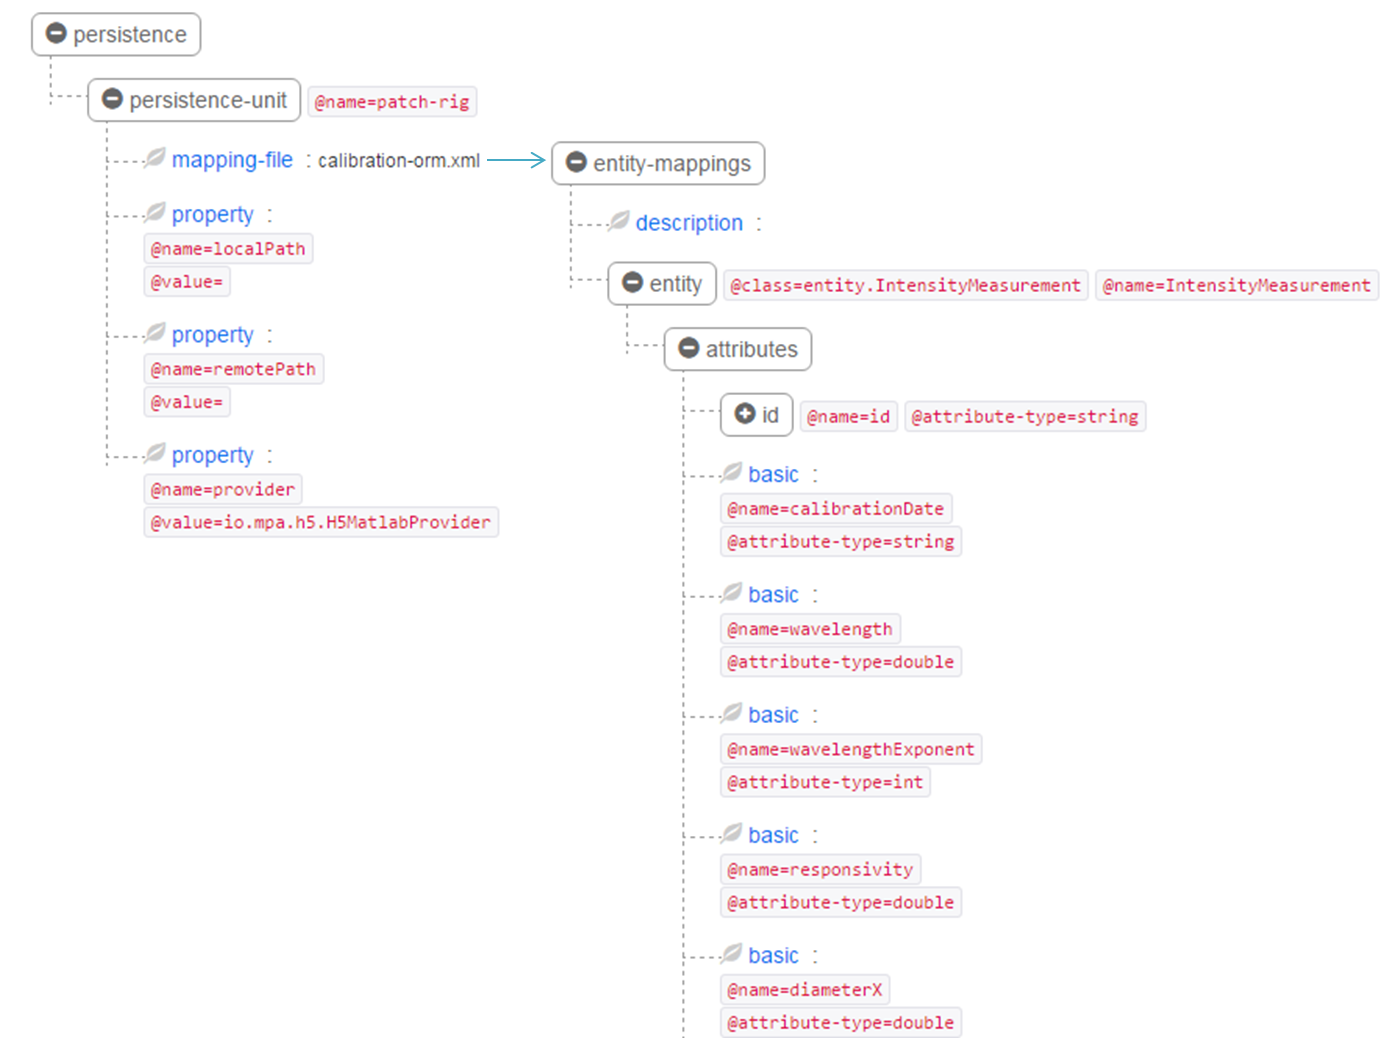 persistence
persistence-unit @name=patch-rig
mapping-file : calibration-orm.xml
property :
@name=localPath
@value=
property :
@name=remotePath
@value=
property :
@name=provider
@value=io.mpa.h5.H5MatlabProvider
entity-mappings
description :
entity @class=entity.IntensityMeasurement @name=IntensityMeasurement
attributes
id @name=id @attribute-type=string
basic :
@name=calibrationDate
@attribute-type=string
basic :
@name=wavelength
@attribute-type=double
basic :
@name=wavelengthExponent
@attribute-type=int
basic :
@name=responsivity
@attribute-type=double
basic :
@name=diameterX
@attribute-type=double